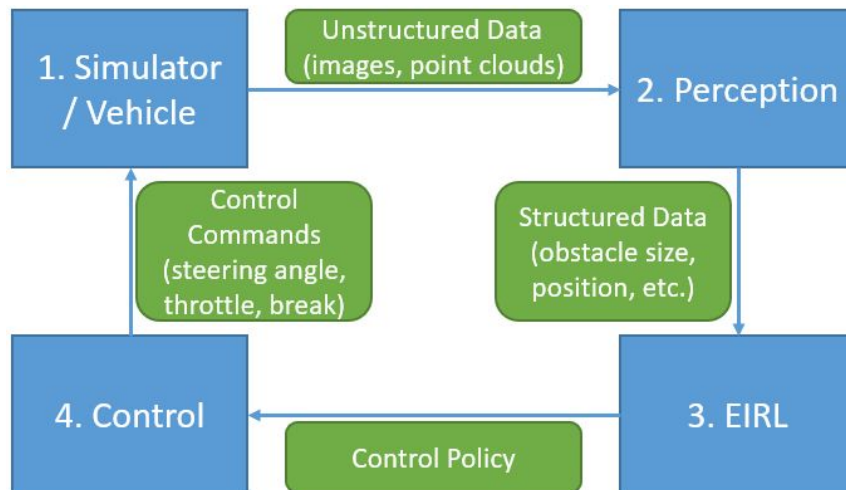 Unstructured Data
(images, point clouds)
1. Simulator
/ Vehicle
2. Perception
Control
Commands
(steering angle,
throttle, break)
Structured Data
(obstacle size,
position, etc.)
4. Control
3. EIRL
Control Policy